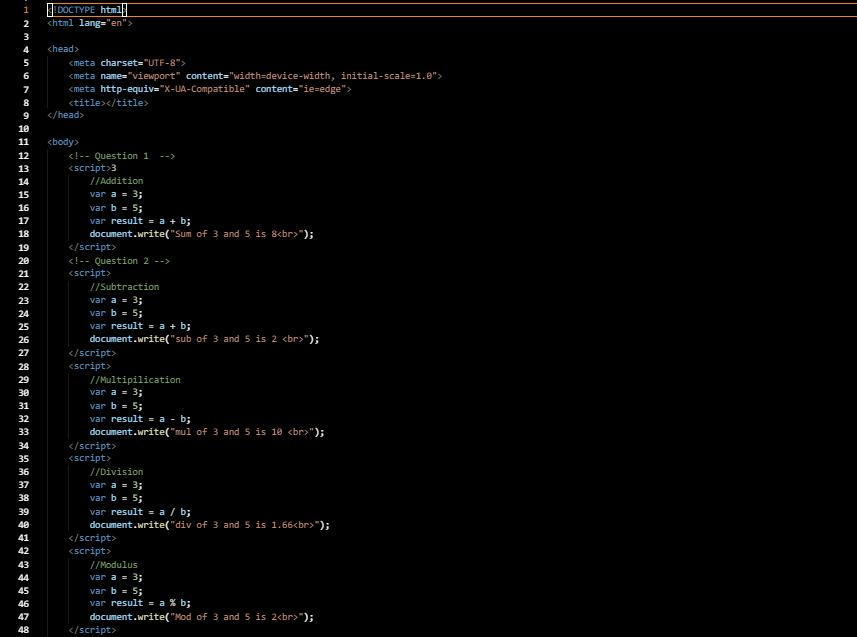 1 <!DOCTYPE html>
2 <html lang="en">
3
4 <head>
5 <meta charset="UTF-8">
6 <meta name="viewport" content="width=device-width, initial-scale=1.0">
7 <meta http-equiv="X-UA-Compatible" content="ie=edge">
8 <title></title>
9 </head>
10
11 <body>
12 <!-- Question 1  -->
13 <script>3
14 //Addition
15 var a = 3;
16 var b = 5;
17 var result = a + b;
18 document.write("Sum of 3 and 5 is 8<br>");
19 </script>
20 <!-- Question 2 -->
21 <script>
22 //Subtraction
23 var a = 3;
24 var b = 5;
25 var result = a + b;
26 document.write("sub of 3 and 5 is 2 <br>");
27 </script>
28 <script>
29 //Multipilication
30 var a = 3;
31 var b = 5;
32 var result = a - b;
33 document.write("mul of 3 and 5 is 10 <br>");
34 </script>
35 <script>
36 //Division
37 var a = 3;
38 var b = 5;
39 var result = a / b;
40 document.write("div of 3 and 5 is 1.66<br>");
41 </script>
42 <script>
43 //Modulus
44 var a = 3;
45 var b = 5;
46 var result = a % b;
47 document.write("Mod of 3 and 5 is 2<br>");
48 </script>